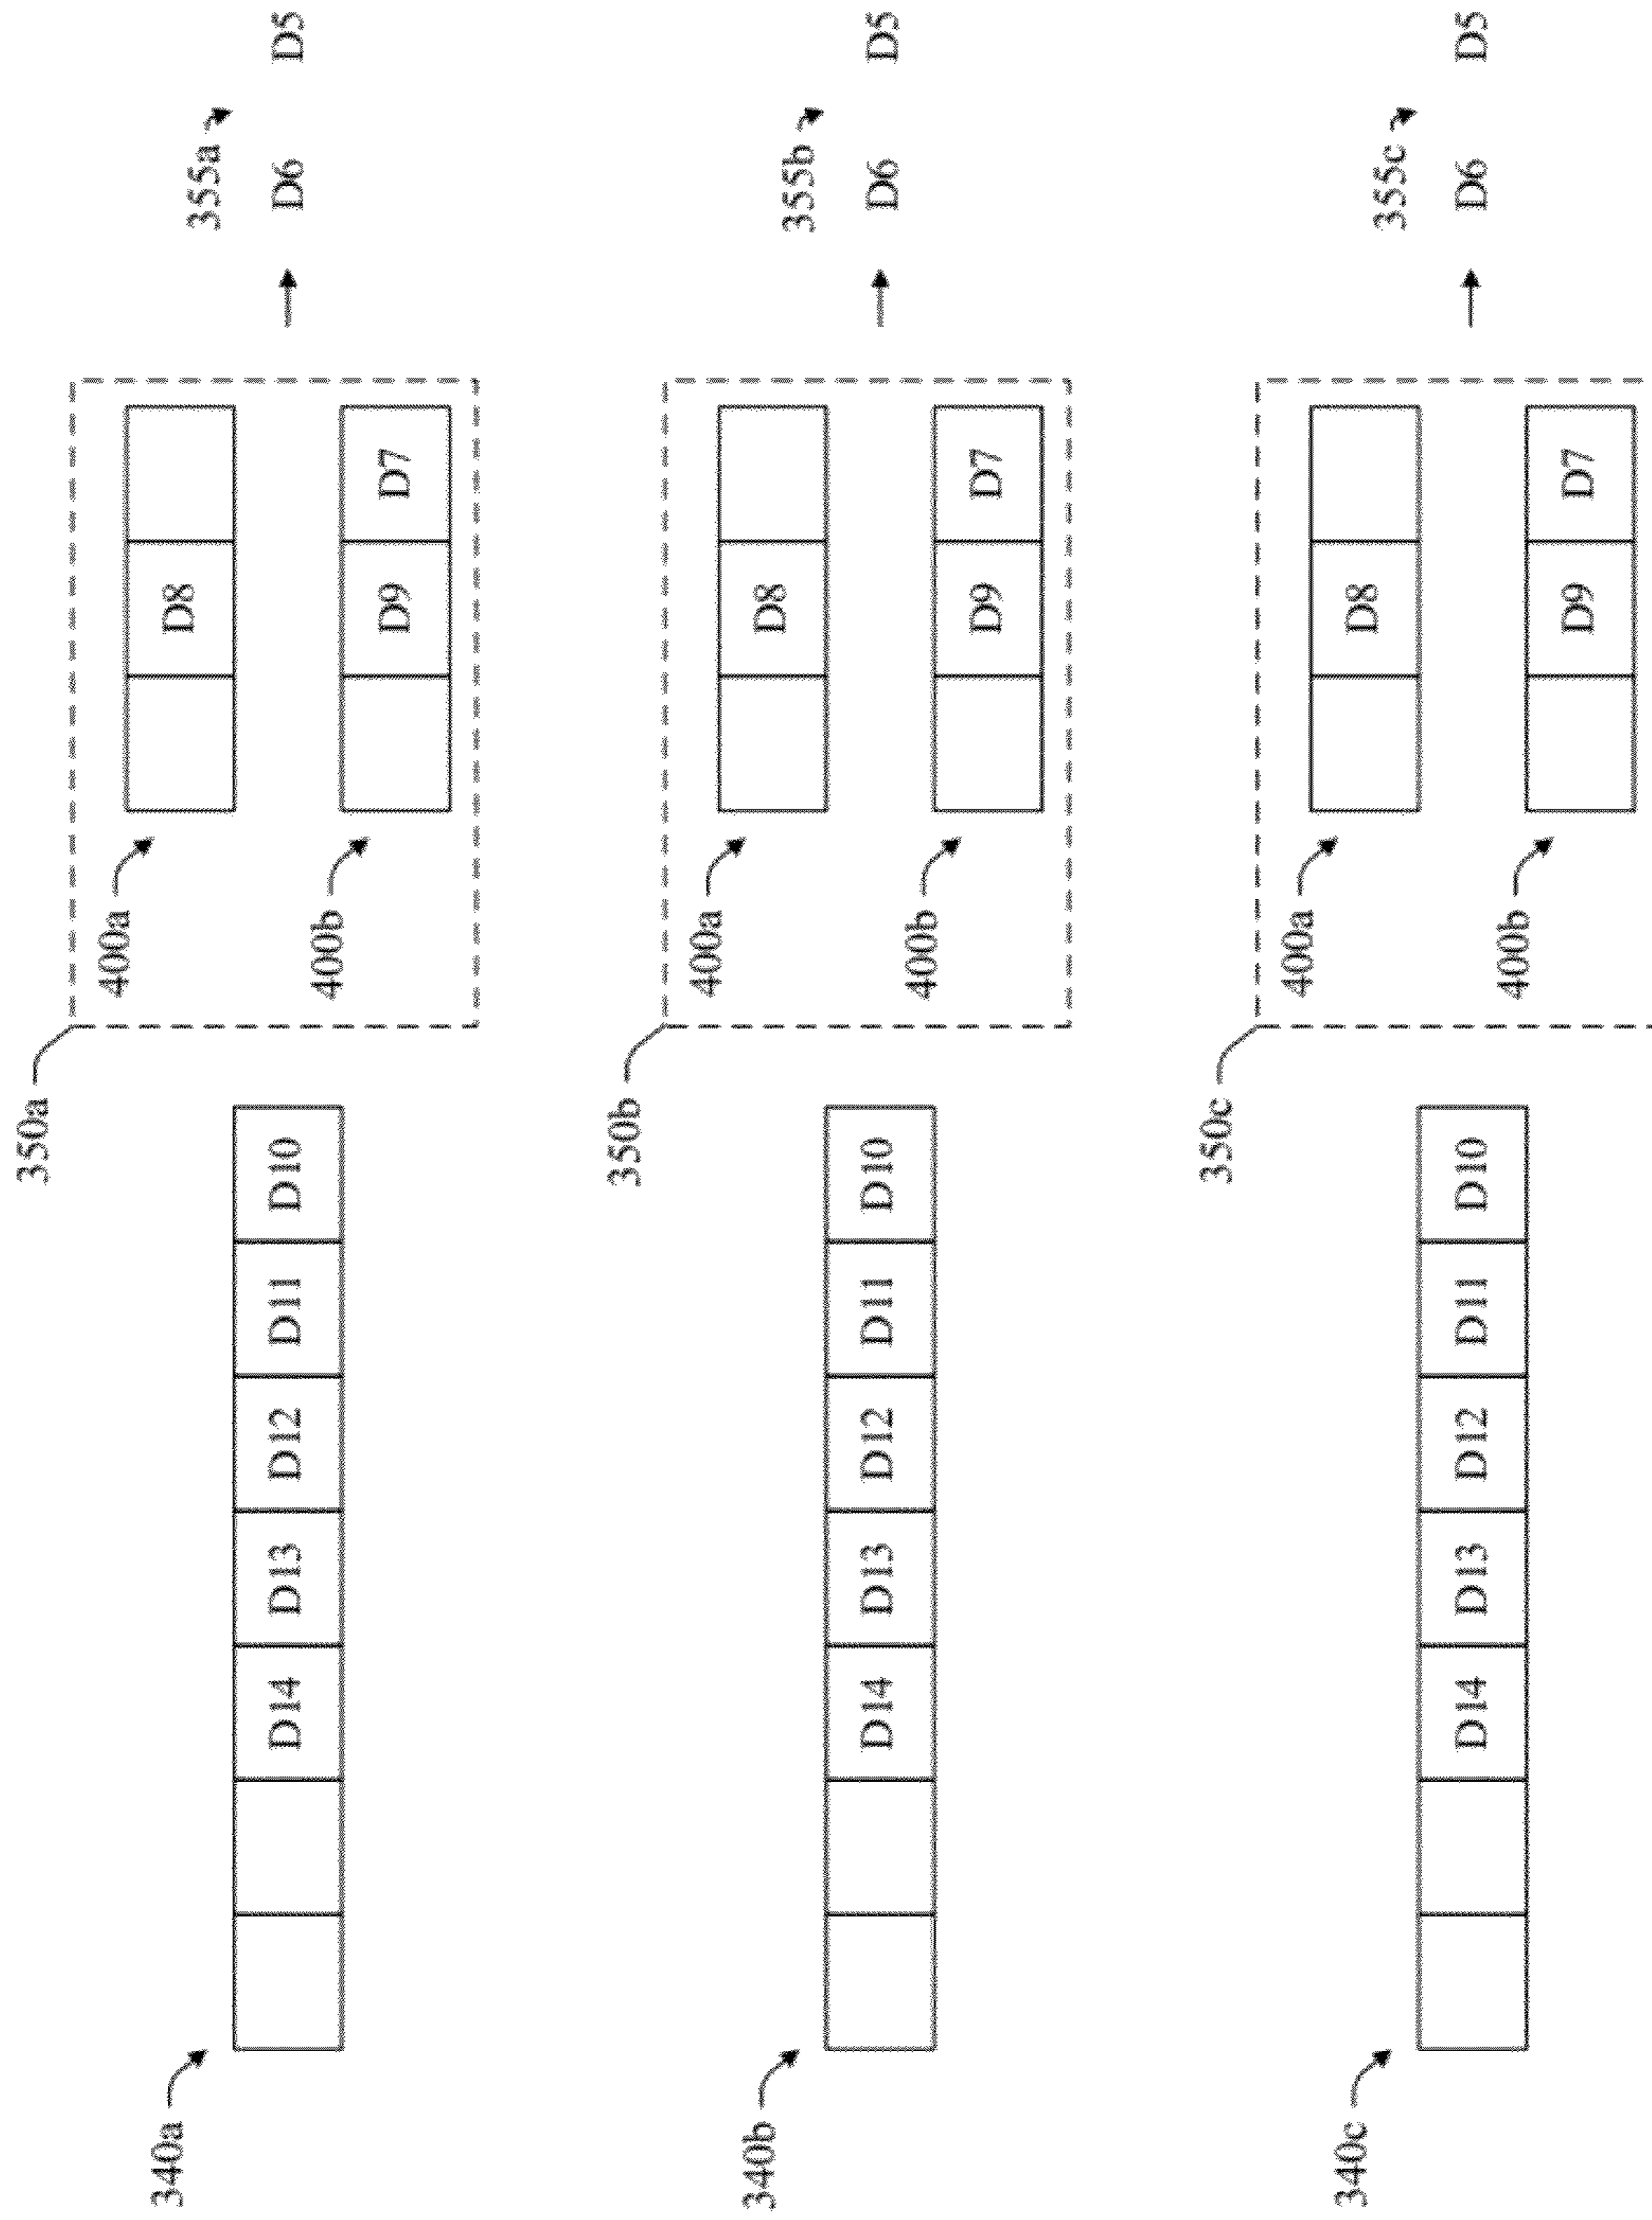 350a
400a
340a
D8
355a
D14 D13 D12 D11 D10 D6 D5
400b
D9 D7
350b
400a
340b
D8
355b
D14 D13 D12 D11 D10 D6 D5
400b
D9 D7
350c
400a
340c
D8
355c
D14 D13 D12 D11 D10 D6 D5
400b
D9 D7